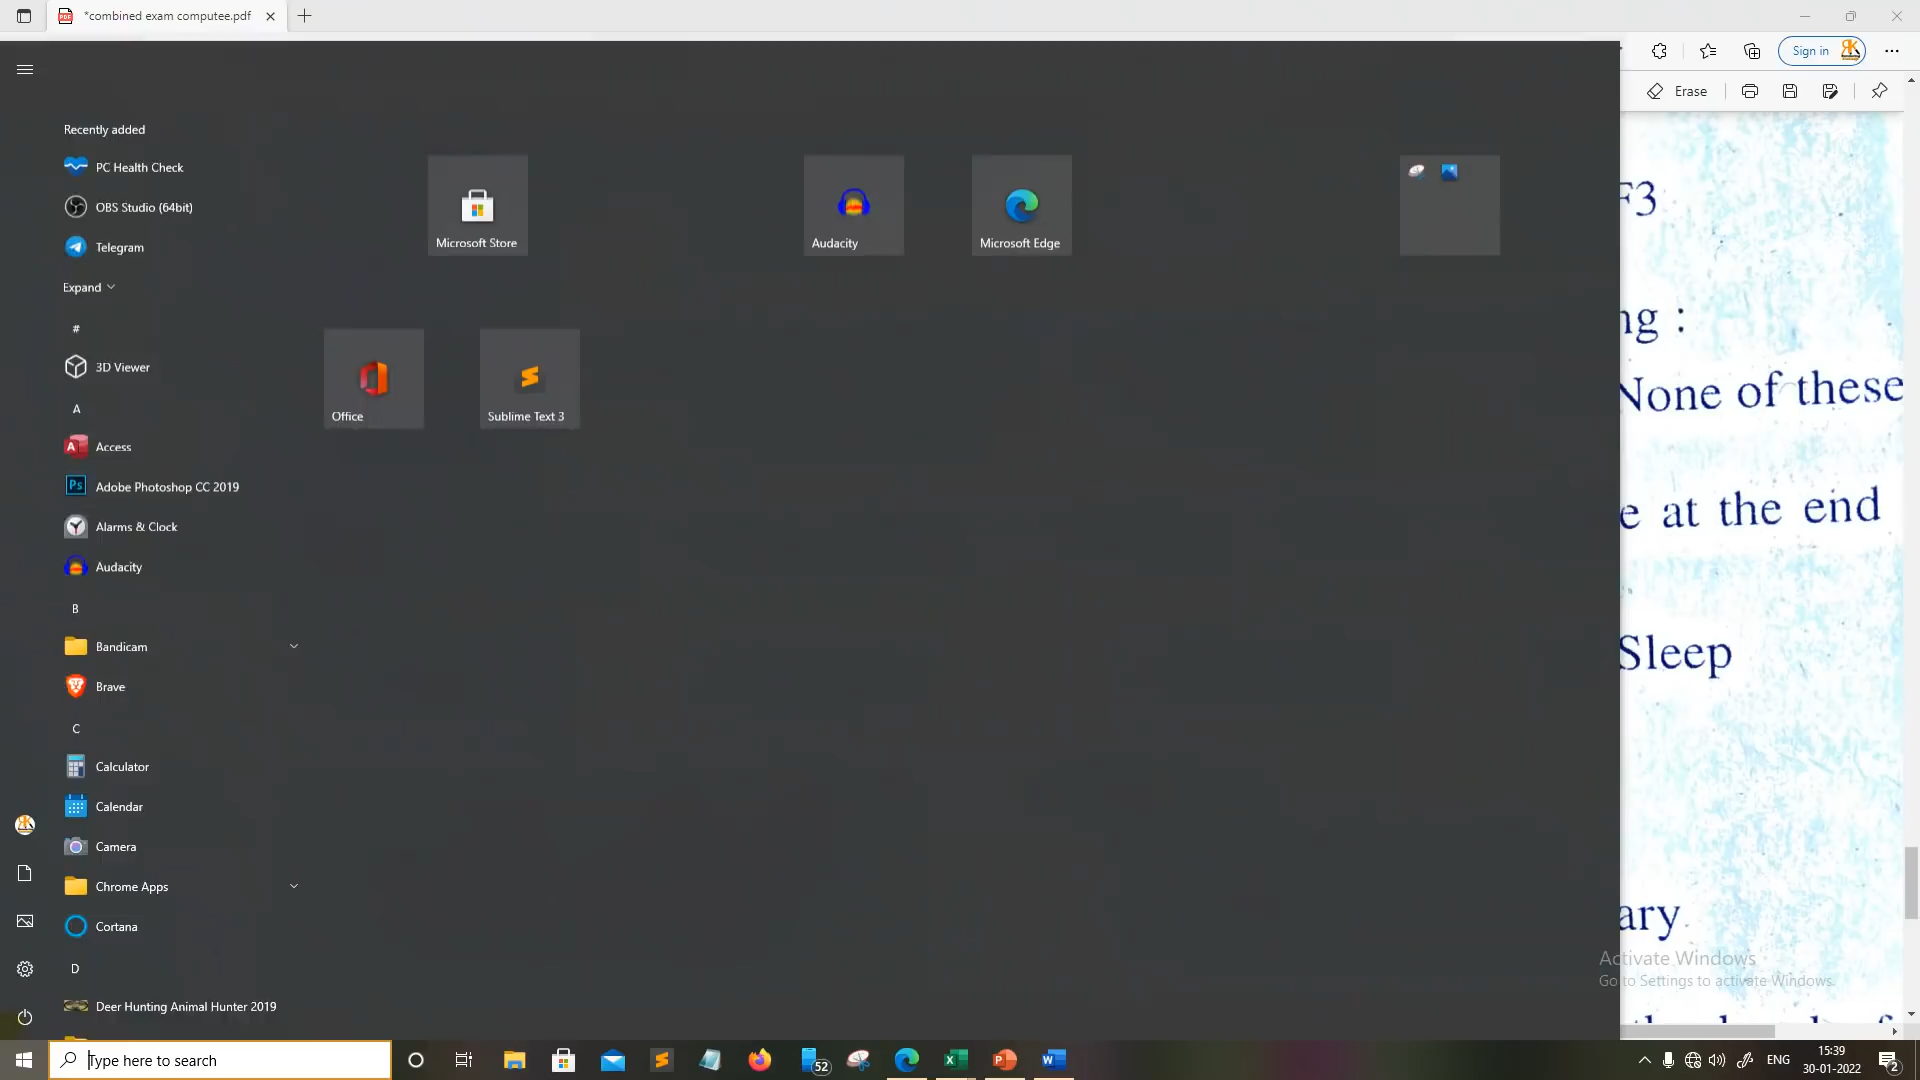 *combined exam computee.pdf
Sign in
Erase
Recently added
PC Health Check
OBS Studio (64bit)
Telegram
Expand
#
3D Viewer
A
Access
Adobe Photoshop CC 2019
Alarms & Clock
Audacity
B
Bandicam
Brave
C
Calculator
Calendar
Camera
Chrome Apps
Cortana
D
Deer Hunting Animal Hunter 2019
Microsoft Store
Audacity
Microsoft Edge
Office
Sublime Text 3
F3
ng :
None of these
e at the end
Sleep
ary
Activate Windows
Go to Settings to activate Windows.
Type here to search
52
ENG
15:39
30-01-2022
2